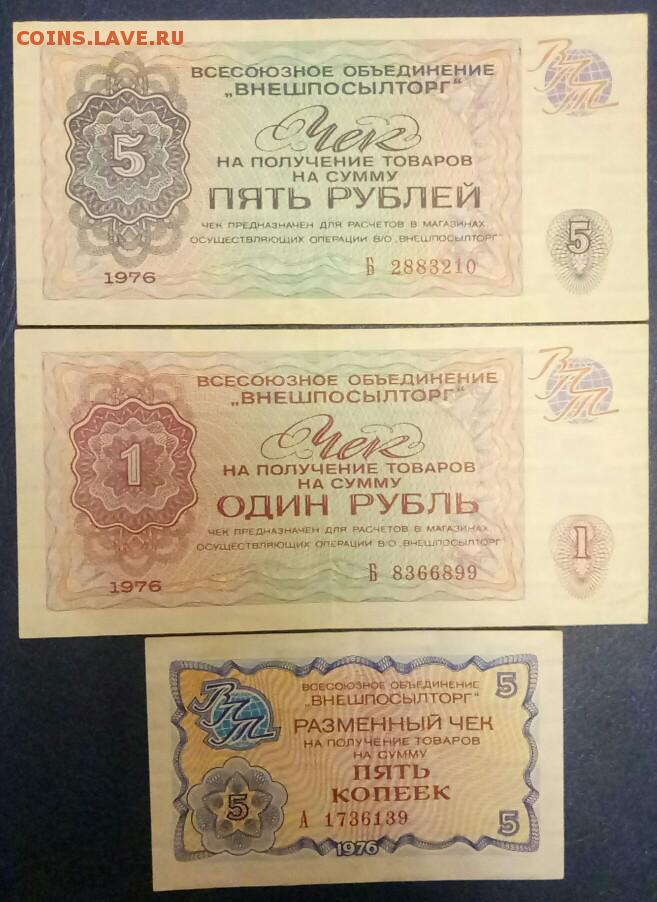 COINS.LAVE.RU
ВСЕСОЮЗНОЕ ОБЪЕДИНЕНИЕ
„ВНЕШПОСЫЛТОРГ"
ВПТ
5
Чек
НА ПОЛУЧЕНИЕ ТОВАРОВ
НА СУММУ
ПЯТЬ РУБЛЕЙ
ЧЕК ПРЕДНАЗНАЧЕН ДЛЯ РАСЧЕТОВ В МАГАЗИНАХ,
ОСУЩЕСТВЛЯЮЩИХ ОПЕРАЦИИ В/О „ВНЕШПОСЫЛТОРГ"
5
1976
Б 2883210
ВСЕСОЮЗНОЕ ОБЪЕДИНЕНИЕ
„ВНЕШПОСЫЛТОРГ"
ВПТ
1
Чек
НА ПОЛУЧЕНИЕ ТОВАРОВ
НА СУММУ
ОДИН РУБЛЬ
ЧЕК ПРЕДНАЗНАЧЕН ДЛЯ РАСЧЕТОВ В МАГАЗИНАХ,
ОСУЩЕСТВЛЯЮЩИХ ОПЕРАЦИИ В/О „ВНЕШПОСЫЛТОРГ"
1
1976
Б 8366899
ВПТ
ВСЕСОЮЗНОЕ ОБЪЕДИНЕНИЕ
„ВНЕШПОСЫЛТОРГ"
5
РАЗМЕННЫЙ ЧЕК
НА ПОЛУЧЕНИЕ ТОВАРОВ
НА СУММУ
ПЯТЬ
КОПЕЕК
5
А 1736139
5
1976